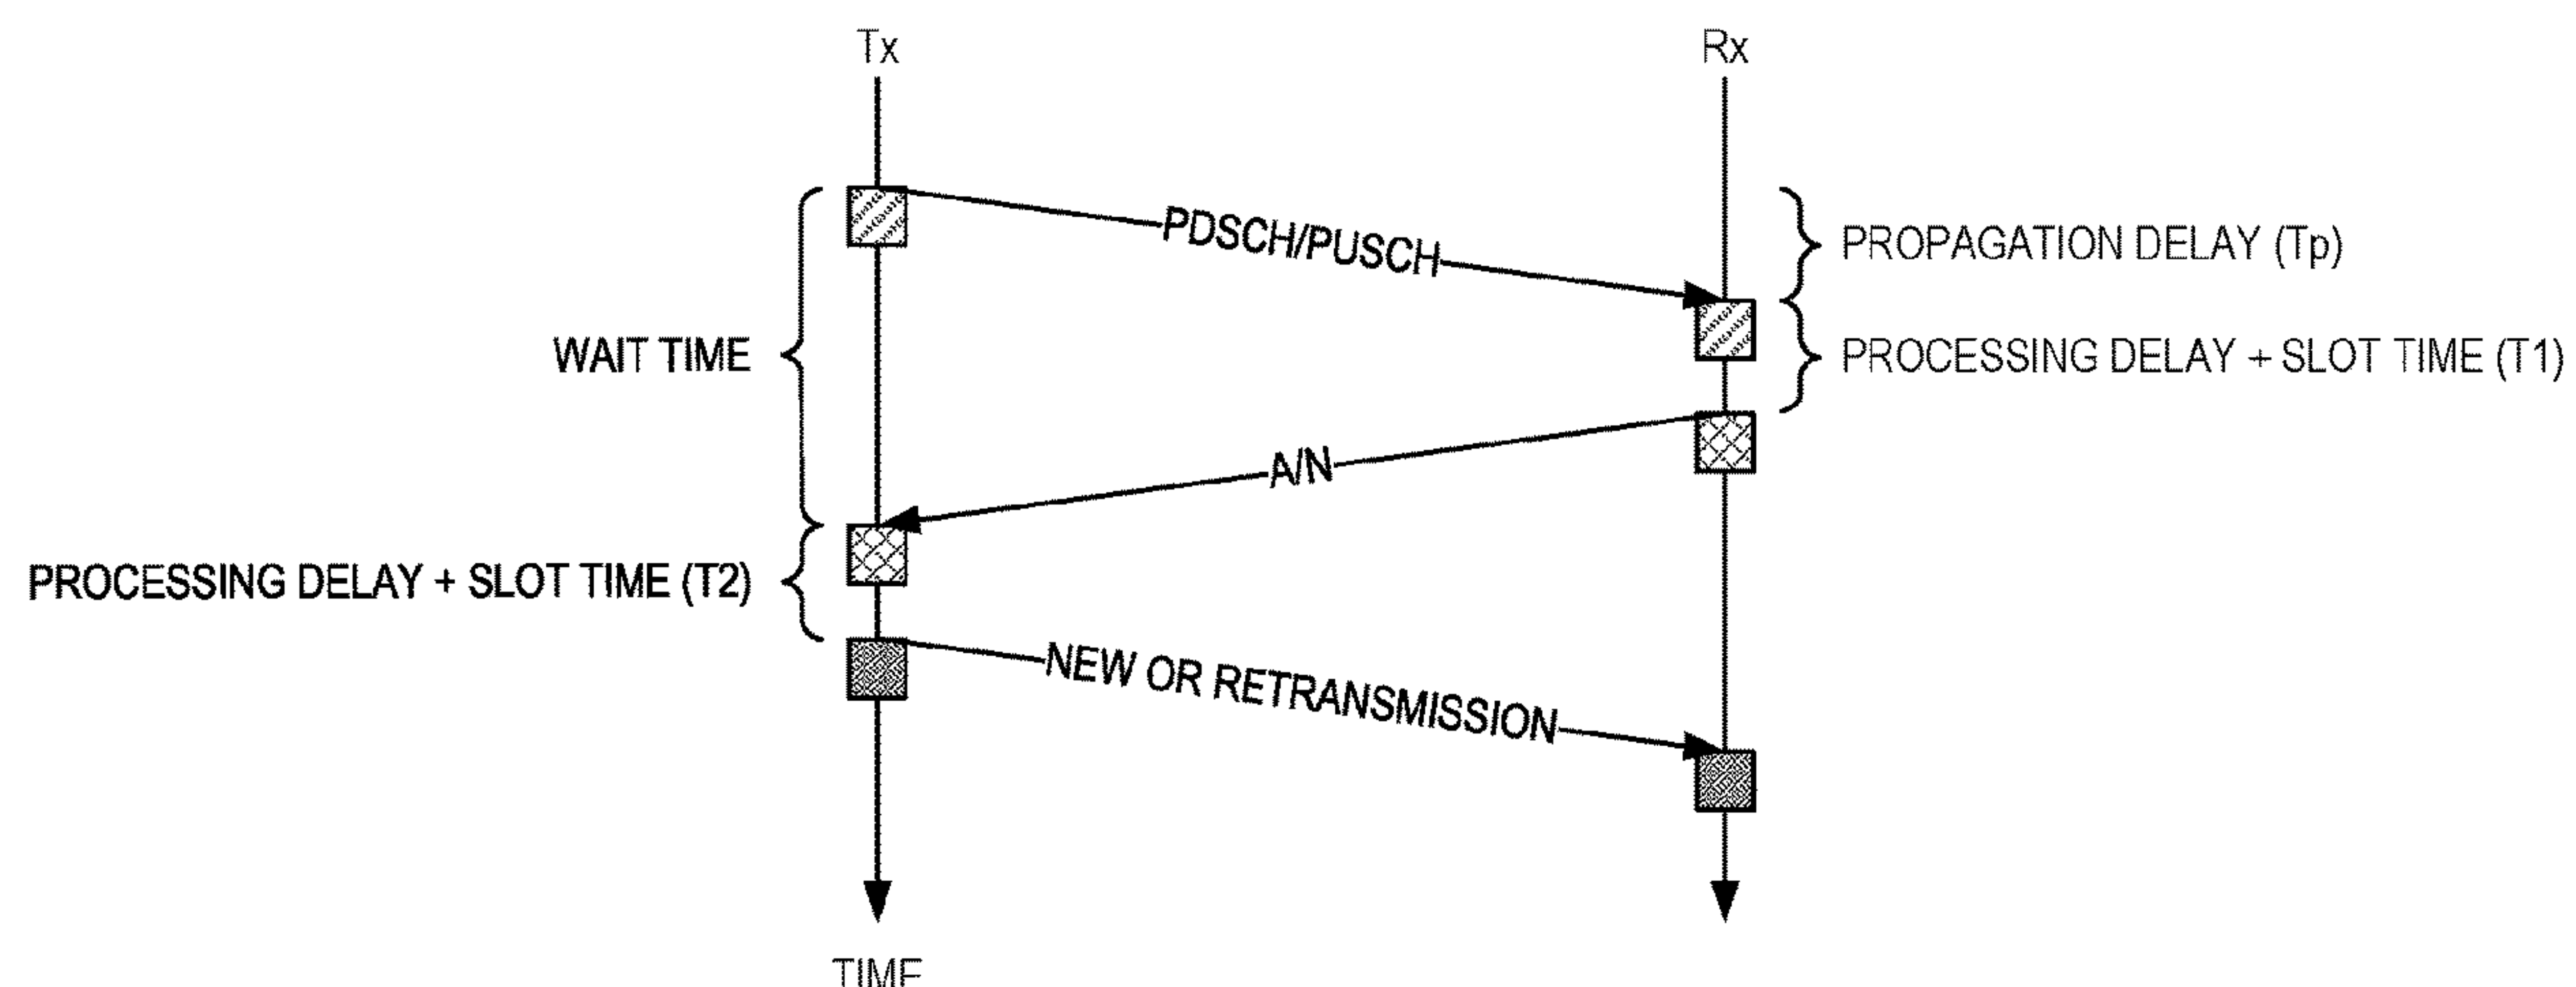 Tx
Rx
PDSCH/PUSCH
PROPAGATION DELAY (Tp)
WAIT TIME
PROCESSING DELAY + SLOT TIME (T1)
A/N
PROCESSING DELAY + SLOT TIME (T2)
NEW OR RETRANSMISSION
TIME